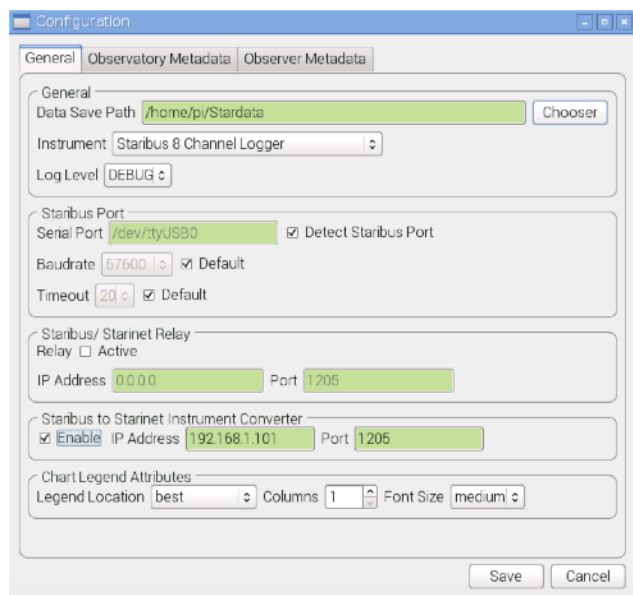 Configuration
General Observatory Metadata Observer Metadata
General
Data Save Path /home/pi/Stardata Chooser
Instrument Staribus 8 Channel Logger
Log Level DEBUG
Staribus Port
Serial Port /dev/ttyUSB0 Detect Staribus Port
Baudrate 57600 Default
Timeout 20 Default
Staribus/ Starinet Relay
Relay Active
IP Address 0.0.0.0 Port 1205
Staribus to Starinet Instrument Converter
Enable IP Address 192.168.1.101 Port 1205
Chart Legend Attributes
Legend Location best Columns 1 Font Size medium
Save Cancel